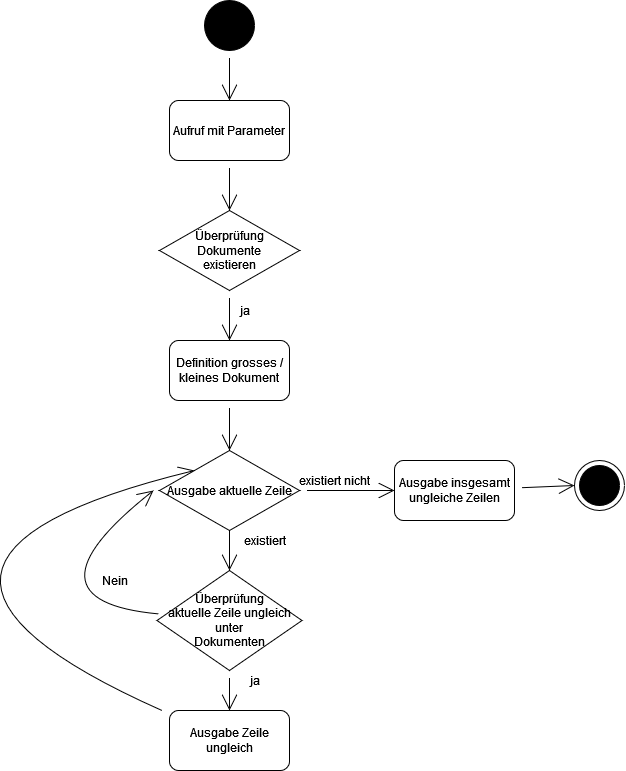 Aufruf mit Parameter
Überprüfung
Dokumente
existieren
ja
Definition grosses /
kleines Dokument
Ausgabe aktuelle Zeile
existiert nicht
Ausgabe insgesamt
ungleiche Zeilen
existiert
Nein
Überprüfung
aktuelle Zeile ungleich
unter
Dokumenten
ja
Ausgabe Zeile
ungleich